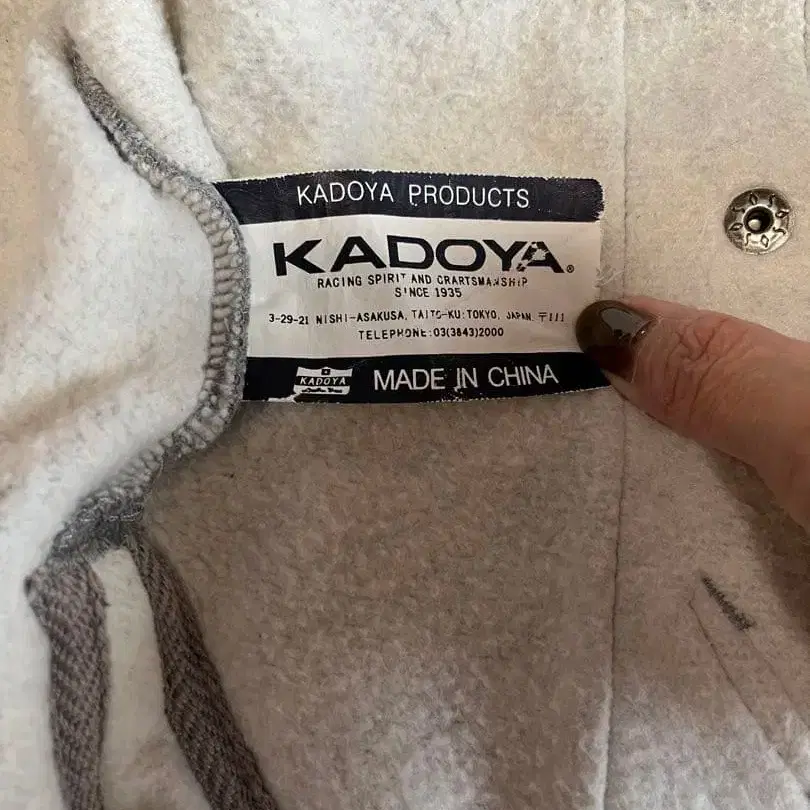 KADOYA PRODUCTS
KADOYA®
RACING SPIRIT AND CRARTSMANSHIP
SINCE 1935
3-29-21 NISHI-ASAKUSA, TAITO-KU: TOKYO, JAPAN. 〒111
TELEPHONE:03(3843)2000
KADOYA
MADE IN CHINA